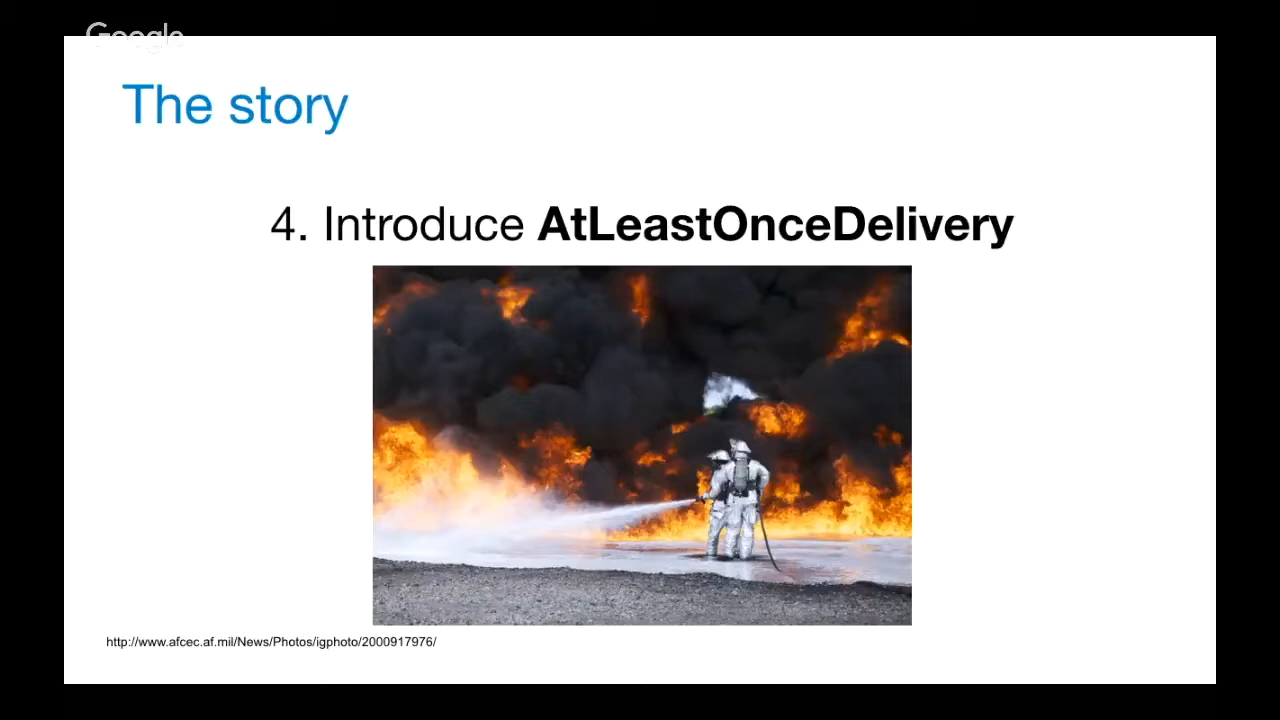 Google
The story
4. Introduce AtLeastOnceDelivery
http://www.afcec.af.mil/News/Photos/igphoto/2000917976/